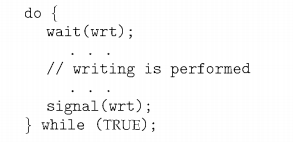 do {
wait(wrt);
. . .
// writing is performed
. . .
signal(wrt);
} while (TRUE);